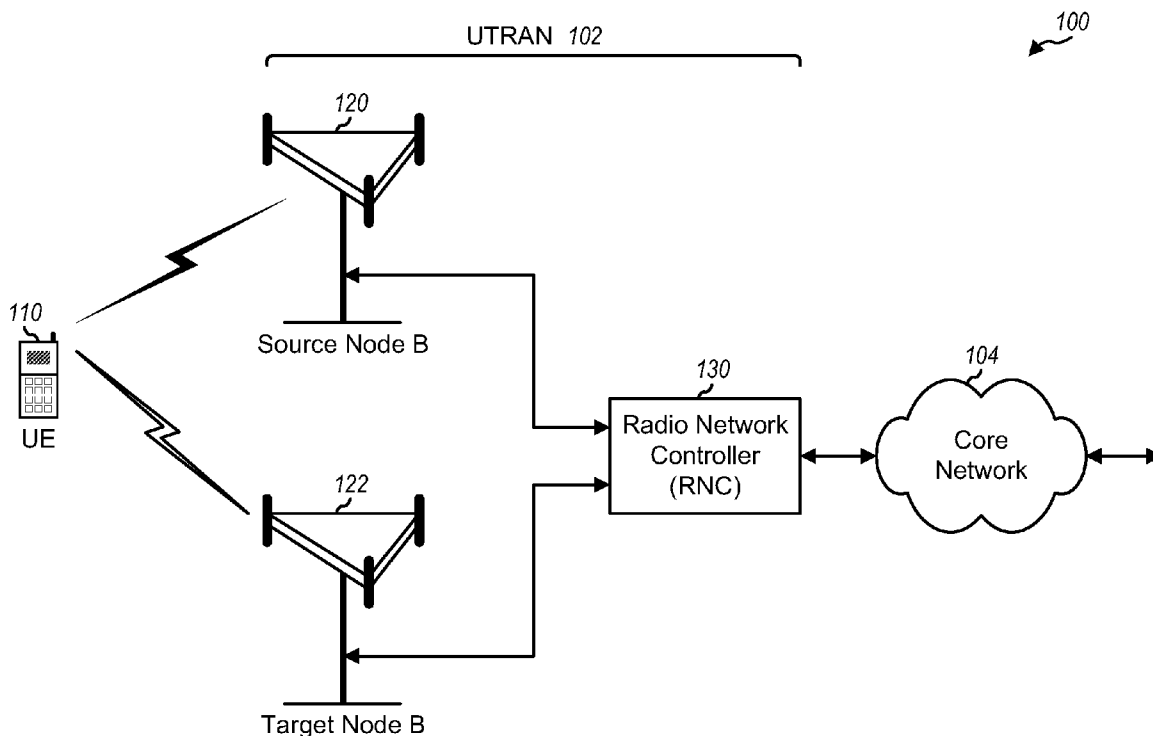 UTRAN 102
100
120
110
Source Node B
UE
130
104
Radio Network
Controller
(RNC)
Core
Network
122
Target Node B